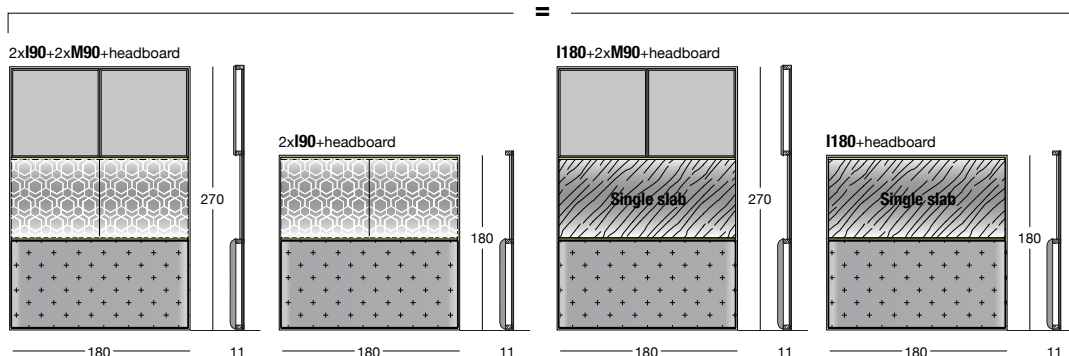 =
2xI90+2xM90+headboard
270
180
11
2xI90+headboard
180
180
11
I180+2xM90+headboard
Single slab
270
180
11
I180+headboard
Single slab
180
180
11